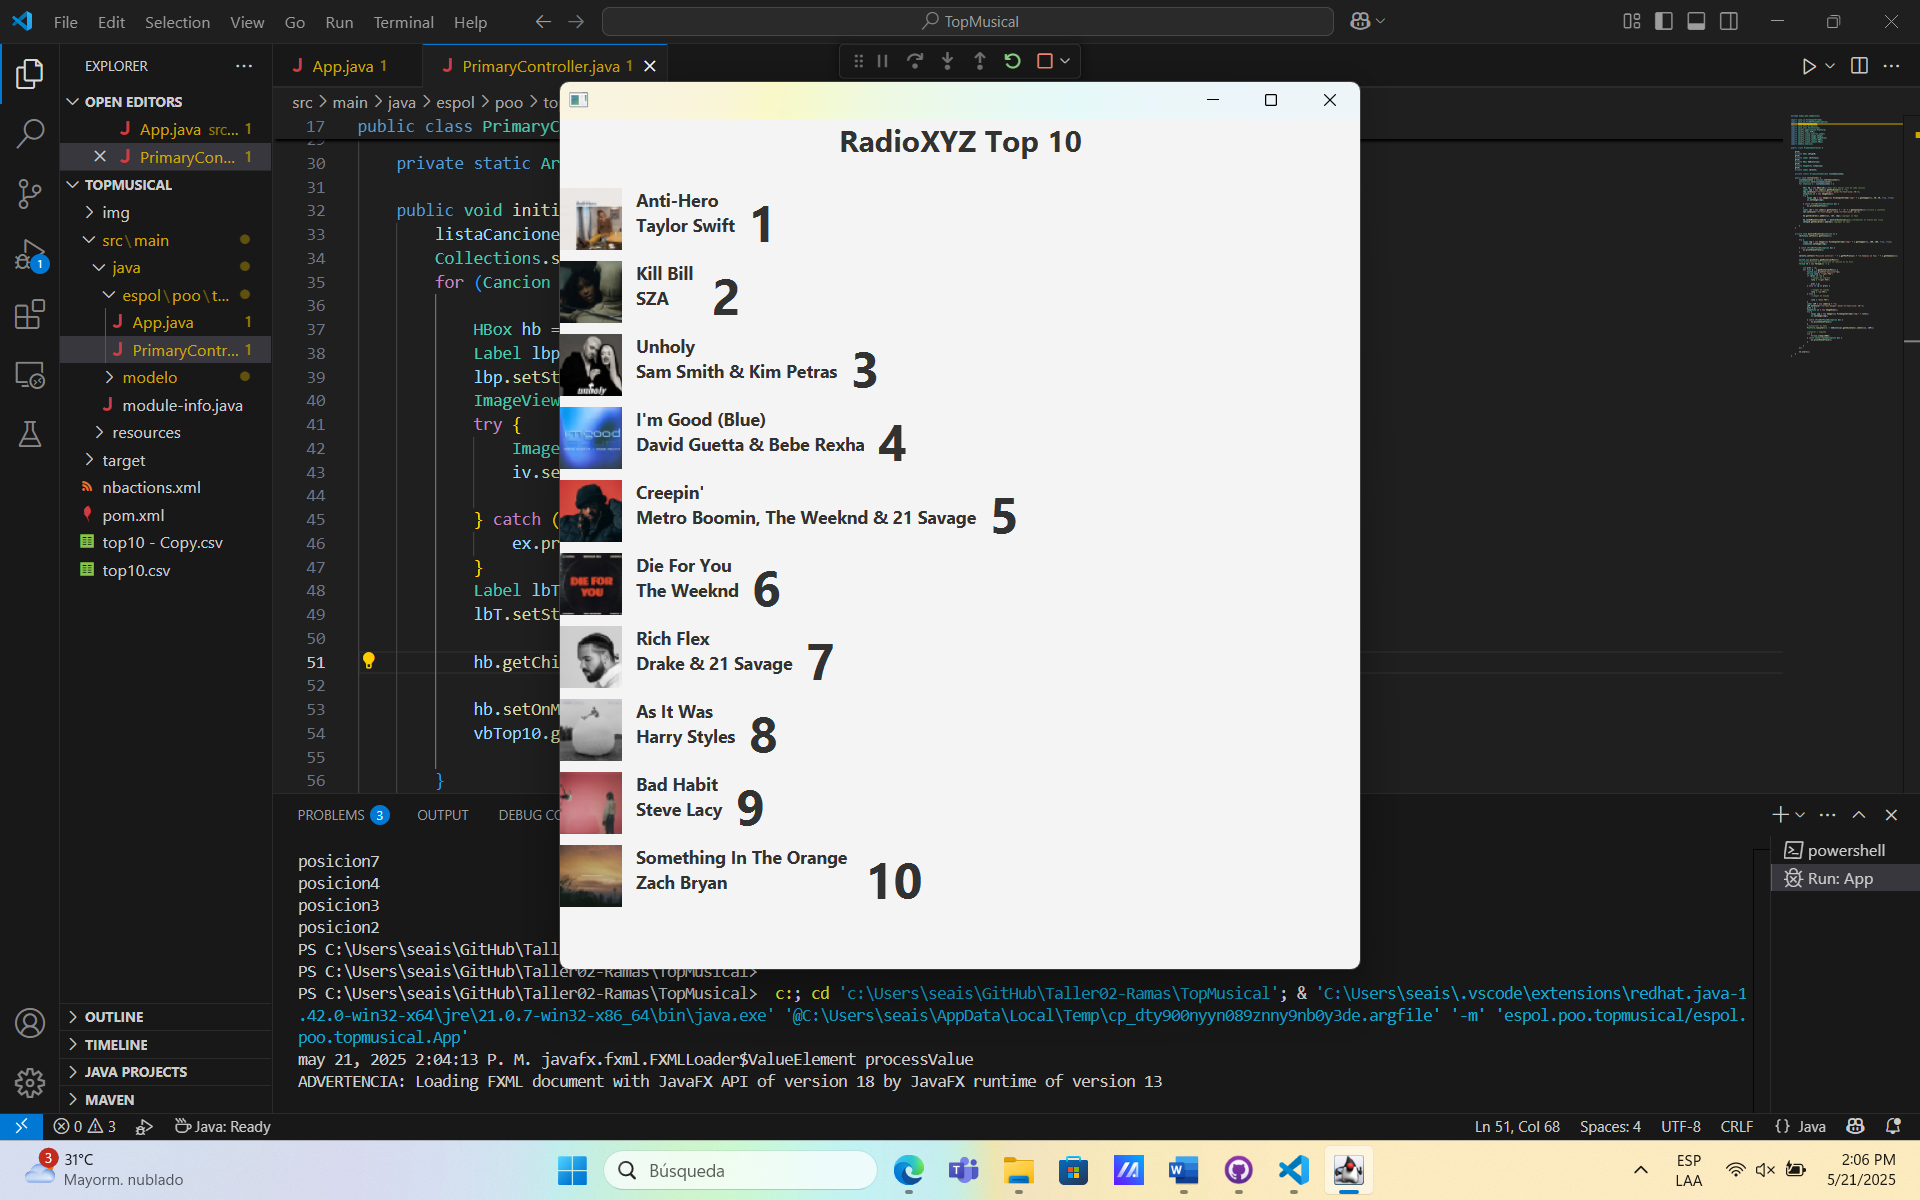 File Edit Selection View Go Run Terminal Help
TopMusical
EXPLORER
OPEN EDITORS
App.java src... 1
PrimaryCon... 1
TOPMUSICAL
img
src\main
java
espol\poo\t...
App.java 1
PrimaryContr... 1
modelo
module-info.java
resources
target
nbactions.xml
pom.xml
top10 - Copy.csv
top10.csv
OUTLINE
TIMELINE
JAVA PROJECTS
MAVEN
1
App.java 1
PrimaryController.java 1
src > main > java > espol > poo > to
17 public class PrimaryC
30 private static Ar
31
32 public void initi
33 listaCancione
34 Collections.s
35 for (Cancion
36
37 HBox hb =
38 Label lbp
39 lbp.setSt
40 ImageView
41 try {
42 Image
43 iv.se
44
45 } catch (
46 ex.pr
47 }
48 Label lbT
49 lbT.setSt
50
51 hb.getChi
52
53 hb.setOnM
54 vbTop10.g
55
56 }
RadioXYZ Top 10
Anti-Hero
Taylor Swift 1
Kill Bill
SZA 2
Unholy
Sam Smith & Kim Petras 3
I'm Good (Blue)
David Guetta & Bebe Rexha 4
Creepin'
Metro Boomin, The Weeknd & 21 Savage 5
DIE FOR YOU
Die For You
The Weeknd 6
Rich Flex
Drake & 21 Savage 7
As It Was
Harry Styles 8
Bad Habit
Steve Lacy 9
Something In The Orange
Zach Bryan 10
PROBLEMS 3 OUTPUT DEBUG CO
posicion7
posicion4
posicion3
posicion2
PS C:\Users\seais\GitHub\Tall
PS C:\Users\seais\GitHub\Taller02-Ramas\TopMusical>
PS C:\Users\seais\GitHub\Taller02-Ramas\TopMusical> c:; cd 'c:\Users\seais\GitHub\Taller02-Ramas\TopMusical'; & 'C:\Users\seais\.vscode\extensions\redhat.java-1
.42.0-win32-x64\jre\21.0.7-win32-x86_64\bin\java.exe' '@C:\Users\seais\AppData\Local\Temp\cp_dty900nyyn089znny9nb0y3de.argfile' '-m' 'espol.poo.topmusical/espol.
poo.topmusical.App'
may 21, 2025 2:04:13 P. M. javafx.fxml.FXMLLoader$ValueElement processValue
ADVERTENCIA: Loading FXML document with JavaFX API of version 18 by JavaFX runtime of version 13
powershell
Run: App
0 3 Java: Ready Ln 51, Col 68 Spaces: 4 UTF-8 CRLF {} Java
3
31°C
Mayorm. nublado
Búsqueda
ESP
LAA
2:06 PM
5/21/2025